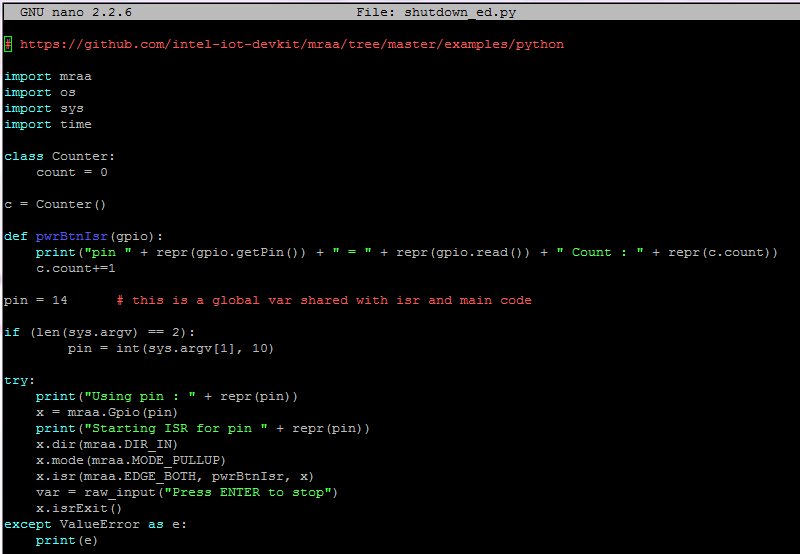 GNU nano 2.2.6 File: shutdown_ed.py
# https://github.com/intel-iot-devkit/mraa/tree/master/examples/python
import mraa
import os
import sys
import time
class Counter:
    count = 0
c = Counter()
def pwrBtnIsr(gpio):
    print("pin " + repr(gpio.getPin()) + " = " + repr(gpio.read()) + " Count : " + repr(c.count))
    c.count+=1
pin = 14      # this is a global var shared with isr and main code
if (len(sys.argv) == 2):
        pin = int(sys.argv[1], 10)
try:
    print("Using pin : " + repr(pin))
    x = mraa.Gpio(pin)
    print("Starting ISR for pin " + repr(pin))
    x.dir(mraa.DIR_IN)
    x.mode(mraa.MODE_PULLUP)
    x.isr(mraa.EDGE_BOTH, pwrBtnIsr, x)
    var = raw_input("Press ENTER to stop")
    x.isrExit()
except ValueError as e:
    print(e)